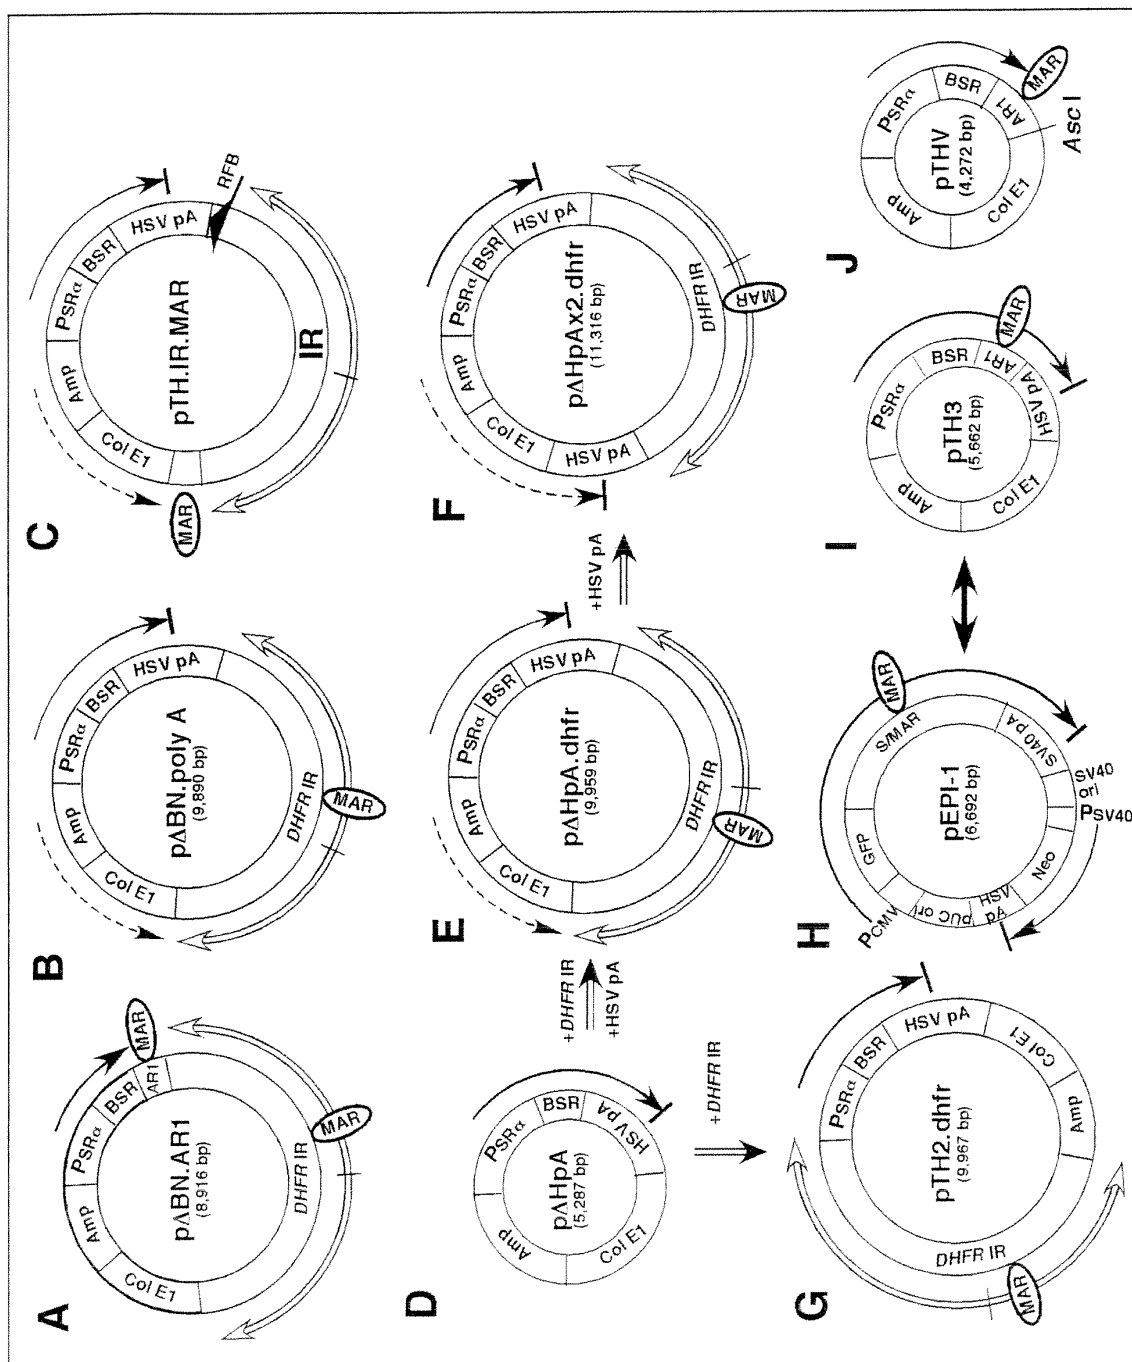 A
Amp
PSRα
BSR
AR1
MAR
Col E1
pΔBN.AR1
(8,916 bp)
DHFR IR
MAR
B
Amp
PSRα
BSR
HSV pA
Col E1
pΔBN.poly A
(9,890 bp)
DHFR IR
MAR
C
Amp
PSRα
BSR
HSV pA
RFB
Col E1
MAR
pTH.IR.MAR
IR
D
Amp
PSRα
BSR
HSV pA
Col E1
pΔHpA
(5,287 bp)
+DHFR IR
+HSV pA
+DHFR IR
E
Amp
PSRα
BSR
HSV pA
Col E1
pΔHpA.dhfr
(9,959 bp)
DHFR IR
MAR
+HSV pA
F
Amp
PSRα
BSR
HSV pA
Col E1
HSV pA
pΔHpAx2.dhfr
(11,316 bp)
DHFR IR
MAR
G
PSRα
BSR
HSV pA
Col E1
Amp
pTH2.dhfr
(9,967 bp)
DHFR IR
MAR
H
PCMV
GFP
S/MAR
MAR
SV40 pA
SV40
ori
PSV40
Neo
HSV
pA
pUC ori
pEPI-1
(6,692 bp)
I
Amp
PSRα
BSR
AR1
MAR
HSV pA
Col E1
pTH3
(5,662 bp)
J
Amp
PSRα
BSR
AR1
MAR
Asc I
Col E1
pTHV
(4,272 bp)